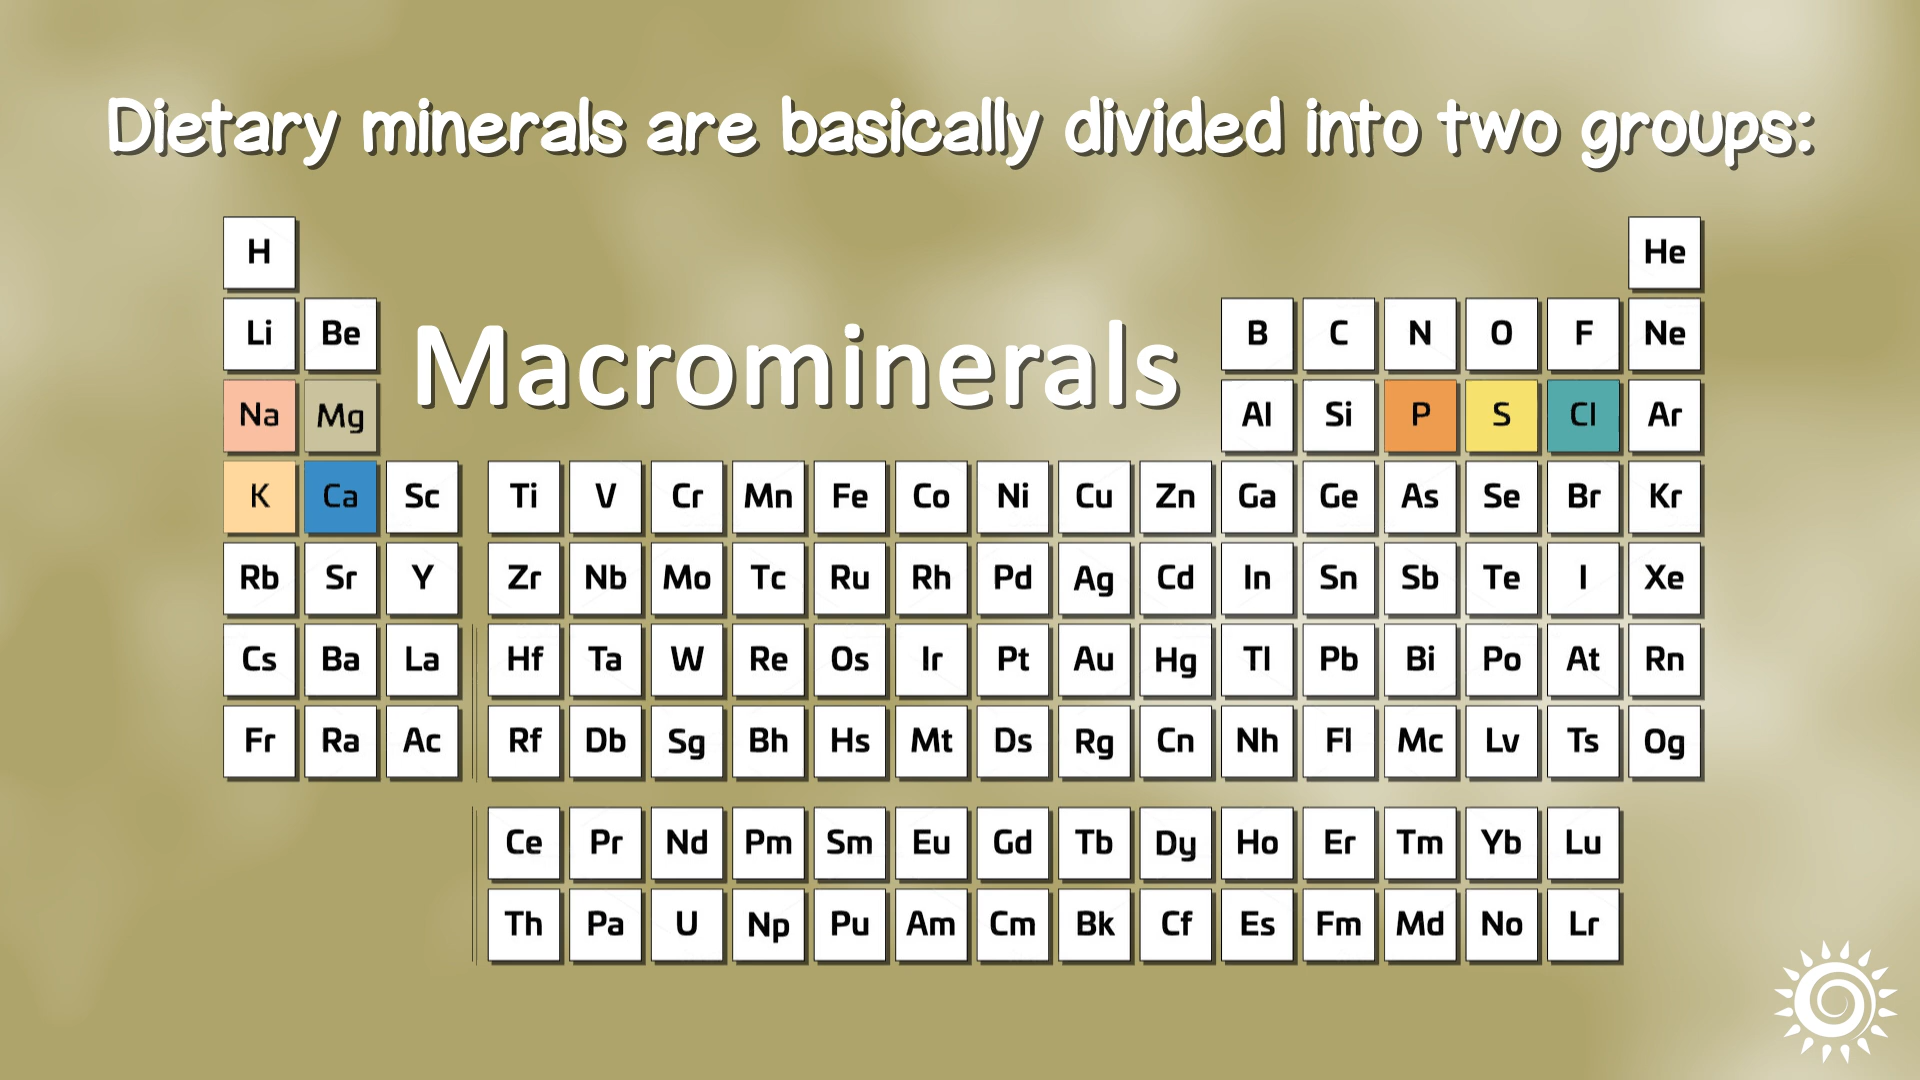 Dietary minerals are basically divided into two groups:
H He
Li Be B C N O F Ne
Macrominerals
Na Mg Al Si P S Cl Ar
K Ca Sc Ti V Cr Mn Fe Co Ni Cu Zn Ga Ge As Se Br Kr
Rb Sr Y Zr Nb Mo Tc Ru Rh Pd Ag Cd In Sn Sb Te I Xe
Cs Ba La Hf Ta W Re Os Ir Pt Au Hg Tl Pb Bi Po At Rn
Fr Ra Ac Rf Db Sg Bh Hs Mt Ds Rg Cn Nh Fl Mc Lv Ts Og
Ce Pr Nd Pm Sm Eu Gd Tb Dy Ho Er Tm Yb Lu
Th Pa U Np Pu Am Cm Bk Cf Es Fm Md No Lr